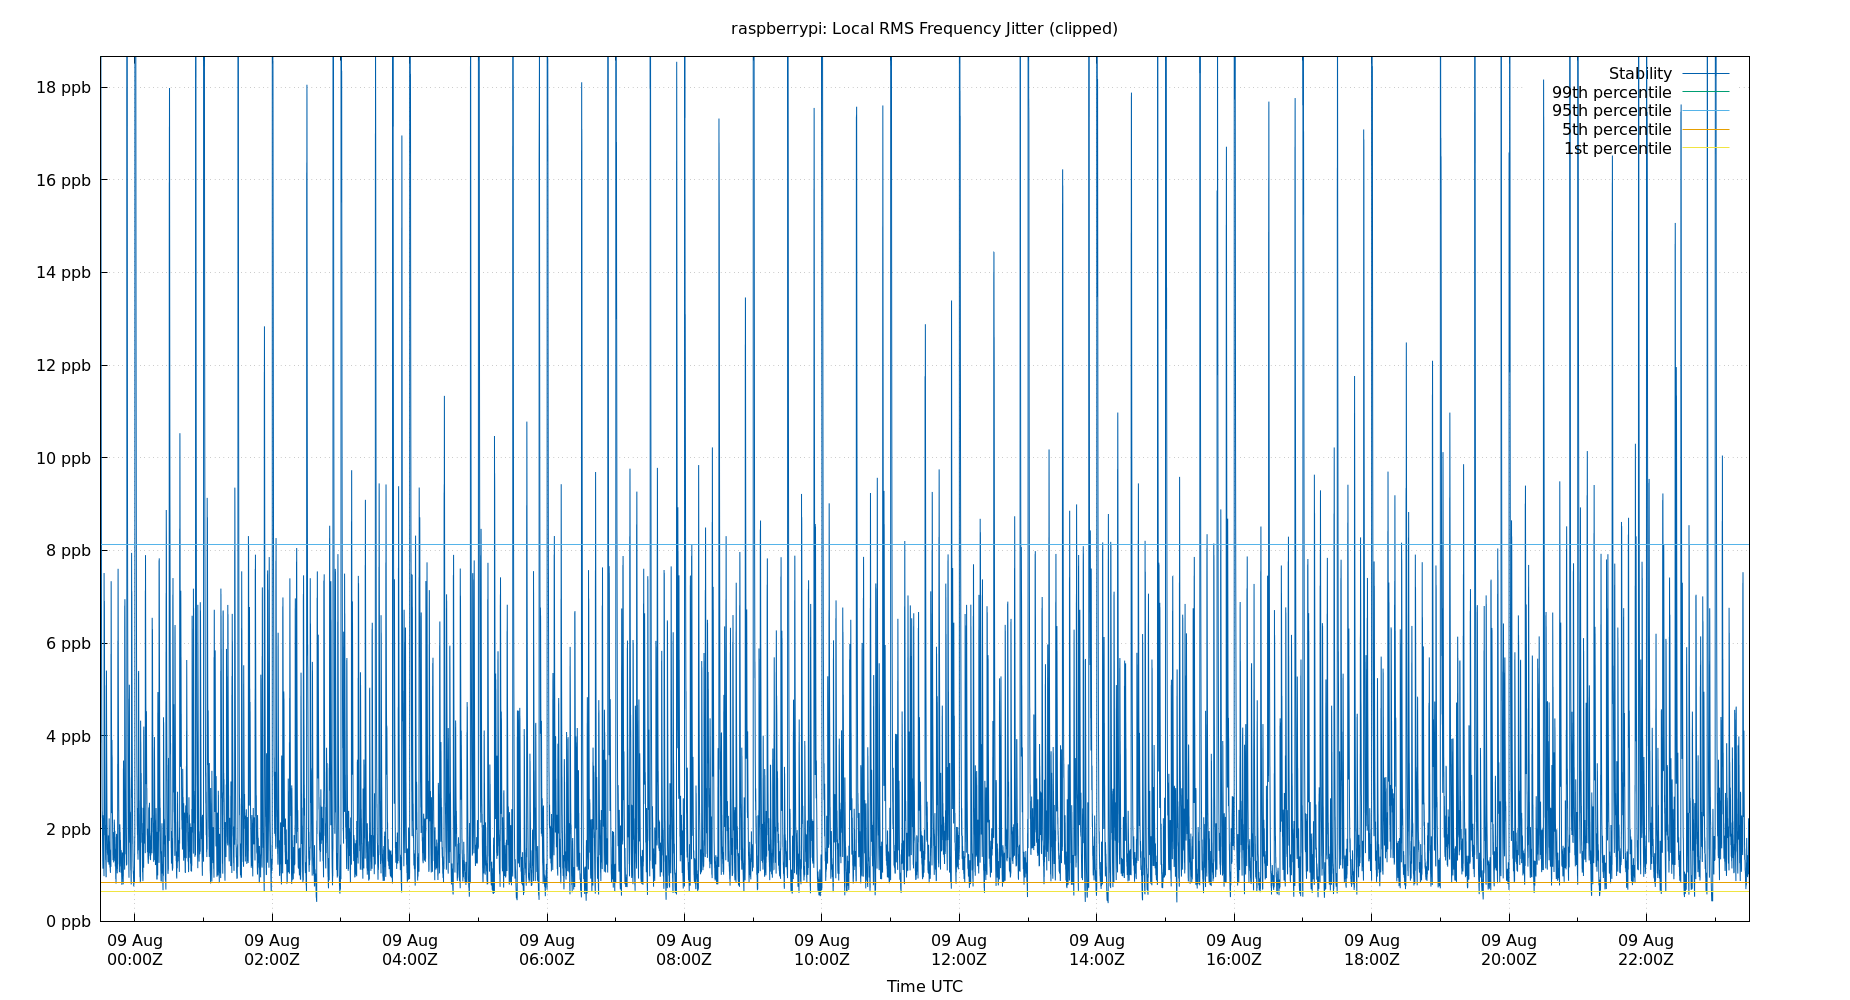 raspberrypi: Local RMS Frequency Jitter (clipped)
Stability
99th percentile
95th percentile
5th percentile
1st percentile
18 ppb
16 ppb
14 ppb
12 ppb
10 ppb
8 ppb
6 ppb
4 ppb
2 ppb
0 ppb
09 Aug 09 Aug 09 Aug 09 Aug 09 Aug 09 Aug 09 Aug 09 Aug 09 Aug 09 Aug 09 Aug 09 Aug
00:00Z 02:00Z 04:00Z 06:00Z 08:00Z 10:00Z 12:00Z 14:00Z 16:00Z 18:00Z 20:00Z 22:00Z
Time UTC